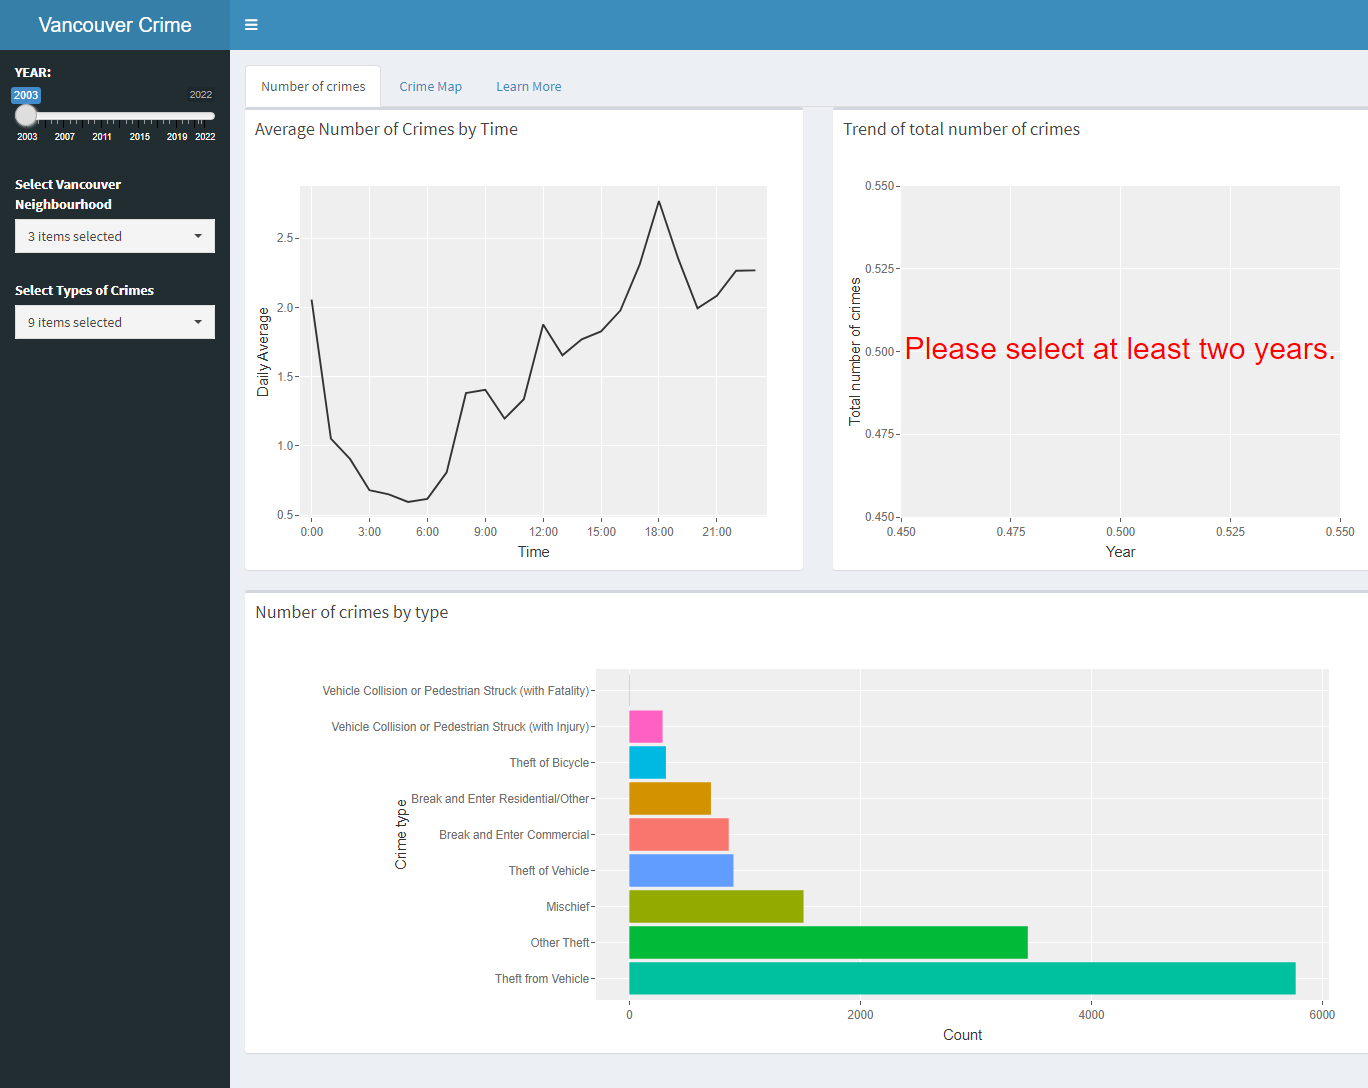 Vancouver Crime
YEAR:
2003
2022
2003 2007 2011 2015 2019 2022
Select Vancouver
Neighbourhood
3 items selected
Select Types of Crimes
9 items selected
Number of crimes Crime Map Learn More
Average Number of Crimes by Time
2.5
2.0
1.5
1.0
0.5
Daily Average
0:00 3:00 6:00 9:00 12:00 15:00 18:00 21:00
Time
Trend of total number of crimes
0.550
0.525
0.500
0.475
0.450
Total number of crimes
Please select at least two years.
0.450 0.475 0.500 0.525 0.550
Year
Number of crimes by type
Vehicle Collision or Pedestrian Struck (with Fatality)
Vehicle Collision or Pedestrian Struck (with Injury)
Theft of Bicycle
Break and Enter Residential/Other
Break and Enter Commercial
Theft of Vehicle
Mischief
Other Theft
Theft from Vehicle
Crime type
0 2000 4000 6000
Count